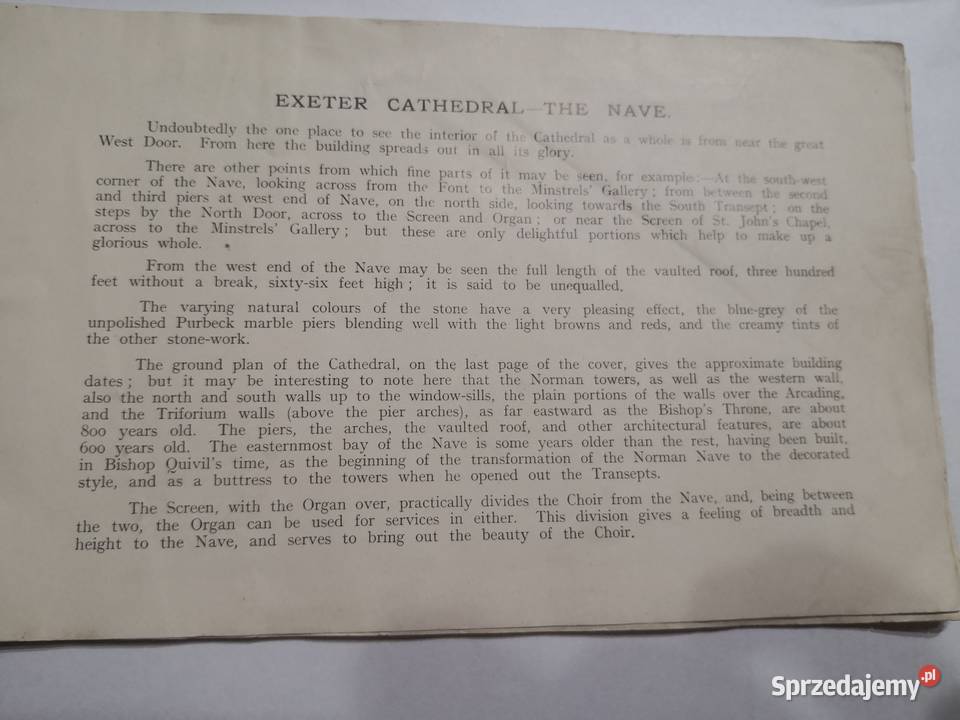 EXETER CATHEDRAL—THE NAVE.
Undoubtedly the one place to see the interior of the Cathedral as a whole is from near the great
West Door. From here the building spreads out in all its glory.
There are other points from which fine parts of it may be seen, for example:—At the south-west
corner of the Nave, looking across from the Font to the Minstrels' Gallery; from between the second
and third piers at west end of Nave, on the north side, looking towards the South Transept; on the
steps by the North Door, across to the Screen and Organ; or near the Screen of St. John's Chapel,
across to the Minstrels' Gallery; but these are only delightful portions which help to make up a
glorious whole.
From the west end of the Nave may be seen the full length of the vaulted roof, three hundred
feet without a break, sixty-six feet high; it is said to be unequalled.
The varying natural colours of the stone have a very pleasing effect, the blue-grey of the
unpolished Purbeck marble piers blending well with the light browns and reds, and the creamy tints of
the other stone-work.
The ground plan of the Cathedral, on the last page of the cover, gives the approximate building
dates; but it may be interesting to note here that the Norman towers, as well as the western wall,
also the north and south walls up to the window-sills, the plain portions of the walls over the Arcading,
and the Triforium walls (above the pier arches), as far eastward as the Bishop's Throne, are about
800 years old. The piers, the arches, the vaulted roof, and other architectural features, are about
600 years old. The easternmost bay of the Nave is some years older than the rest, having been built,
in Bishop Quivil's time, as the beginning of the transformation of the Norman Nave to the decorated
style, and as a buttress to the towers when he opened out the Transepts.
The Screen, with the Organ over, practically divides the Choir from the Nave, and, being between
the two, the Organ can be used for services in either. This division gives a feeling of breadth and
height to the Nave, and serves to bring out the beauty of the Choir.
Sprzedajemy.pl